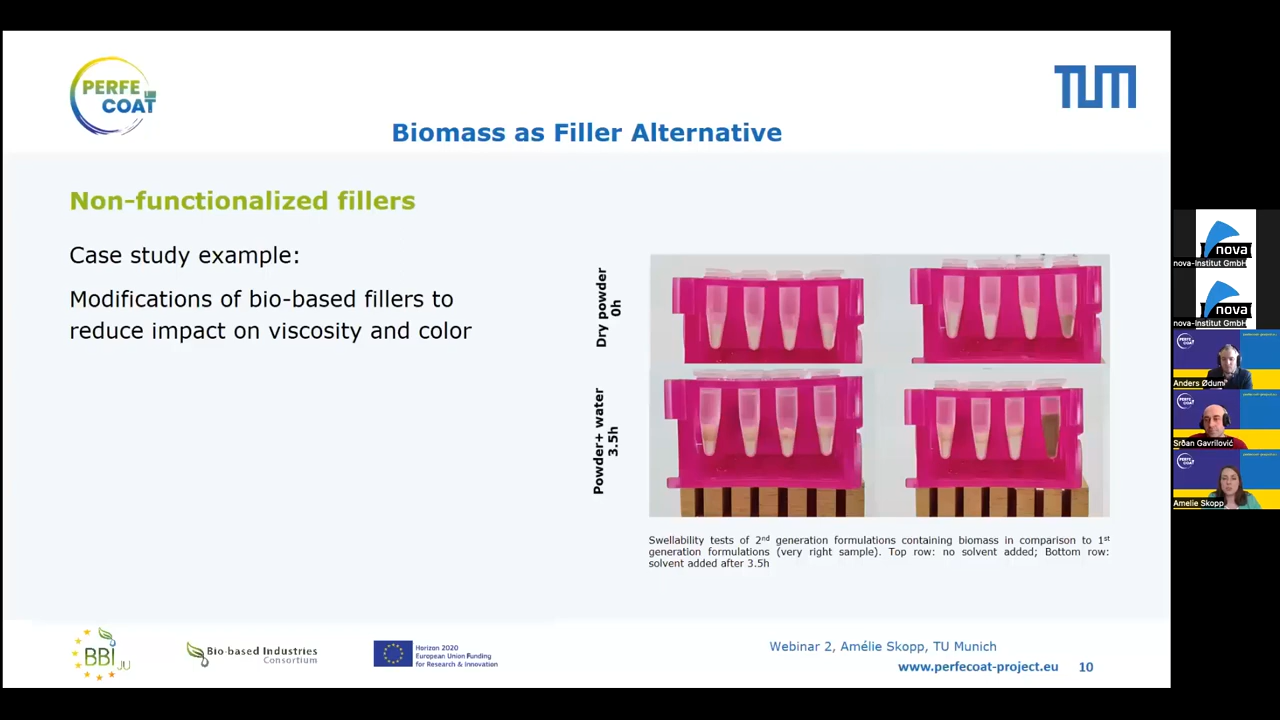 PERFE
COAT
TUM
Biomass as Filler Alternative
Non-functionalized fillers
Case study example:
Modifications of bio-based fillers to
reduce impact on viscosity and color
Dry powder
0h
Powder+ water
3.5h
Swellability tests of 2nd generation formulations containing biomass in comparison to 1st
generation formulations (very right sample). Top row: no solvent added; Bottom row:
solvent added after 3.5h
BBI JU
Bio-based Industries
Consortium
Horizon 2020
European Union Funding
for Research & Innovation
Webinar 2, Amélie Skopp, TU Munich
www.perfecoat-project.eu 10
nova
nova-Institut GmbH
nova
nova-Institut GmbH
Anders Ødum
Srđan Gavrilović
Amelie Skopp